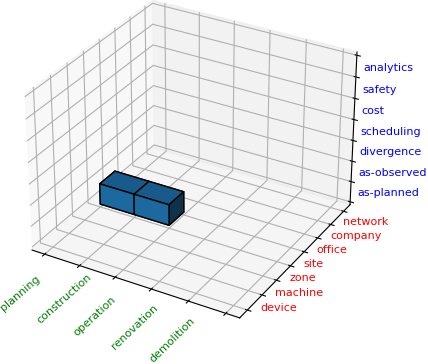 analytics
safety
cost
scheduling
divergence
as-observed
as-planned
network
company
office
site
zone
machine
device
planning
construction
operation
renovation
demolition